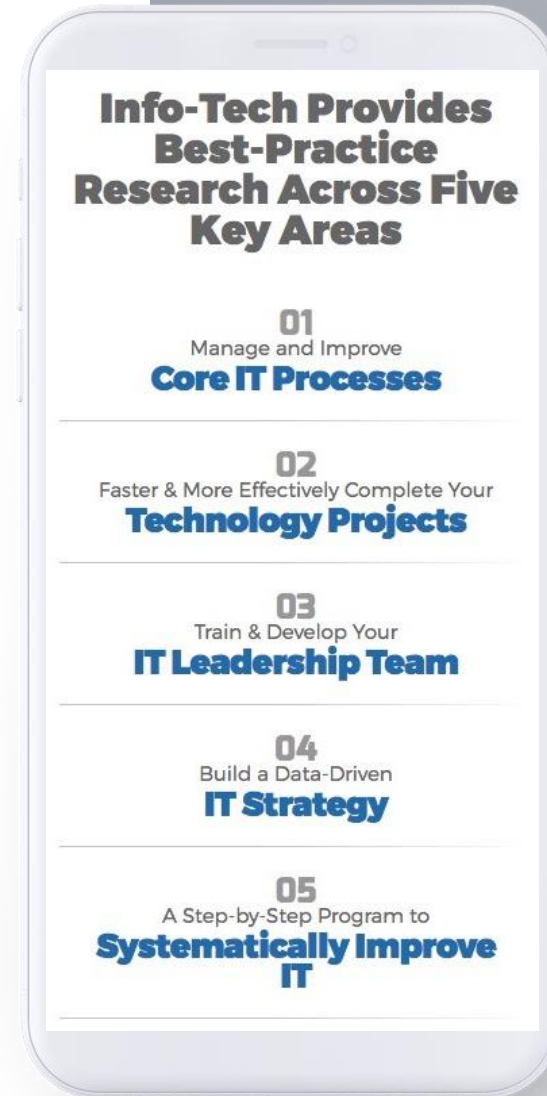 Info-Tech Provides
Best-Practice
Research Across Five
Key Areas
01
Manage and Improve
Core IT Processes
02
Faster & More Effectively Complete Your
Technology Projects
03
Train & Develop Your
IT Leadership Team
04
Build a Data-Driven
IT Strategy
05
A Step-by-Step Program to
Systematically Improve
IT